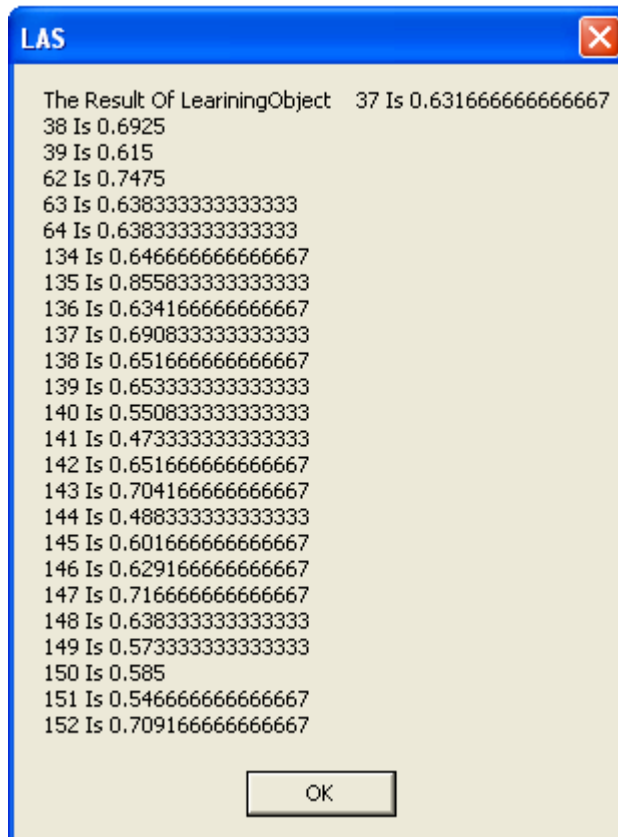 LAS
The Result Of LeariningObject 37 Is 0.631666666666667
38 Is 0.6925
39 Is 0.615
62 Is 0.7475
63 Is 0.638333333333333
64 Is 0.638333333333333
134 Is 0.646666666666667
135 Is 0.855833333333333
136 Is 0.634166666666667
137 Is 0.690833333333333
138 Is 0.651666666666667
139 Is 0.653333333333333
140 Is 0.550833333333333
141 Is 0.473333333333333
142 Is 0.651666666666667
143 Is 0.704166666666667
144 Is 0.488333333333333
145 Is 0.601666666666667
146 Is 0.629166666666667
147 Is 0.716666666666667
148 Is 0.638333333333333
149 Is 0.573333333333333
150 Is 0.585
151 Is 0.546666666666667
152 Is 0.709166666666667
OK